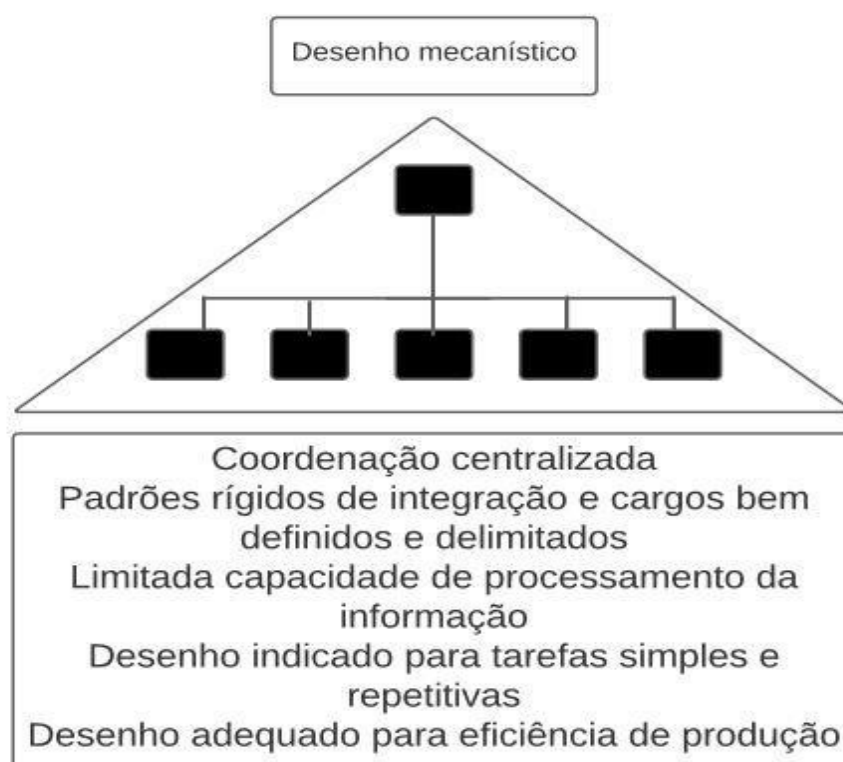 Desenho mecanístico
Coordenação centralizada
Padrões rígidos de integração e cargos bem
definidos e delimitados
Limitada capacidade de processamento da
informação
Desenho indicado para tarefas simples e
repetitivas
Desenho adequado para eficiência de produção